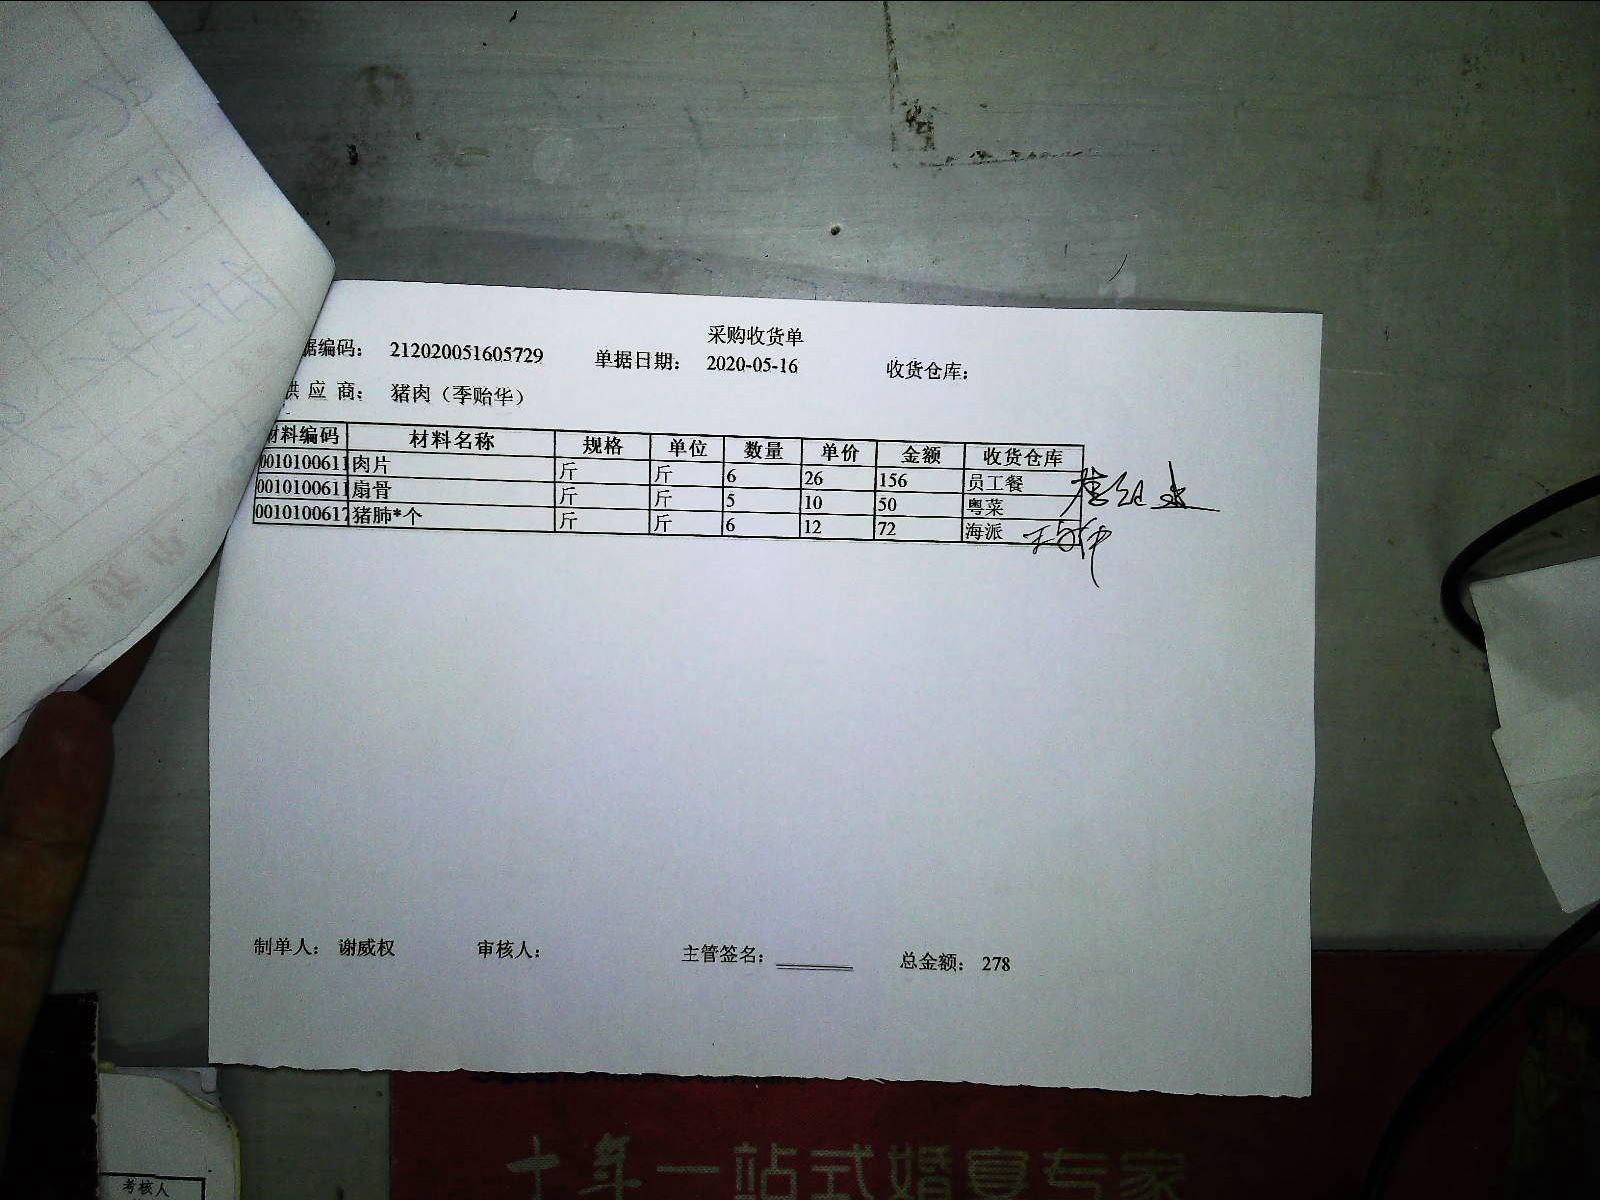 采购收货单
据编码： 212020051605729 单据日期： 2020-05-16 收货仓库：
供 应 商： 猪肉（季贻华）
材料编码 材料名称 规格 单位 数量 单价 金额 收货仓库
0010100611 肉片 斤 斤 6 26 156 员工餐
0010100611 扇骨 斤 斤 5 10 50 粤菜
0010100617 猪肺*个 斤 斤 6 12 72 海派
制单人： 谢威权 审核人： 主管签名： 总金额： 278
十年一站式婚宴专家
考核人